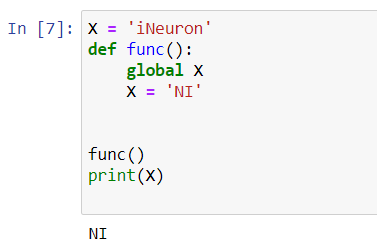 In [7]: X = 'iNeuron'
def func():
    global X
    X = 'NI'
func()
print(X)
NI